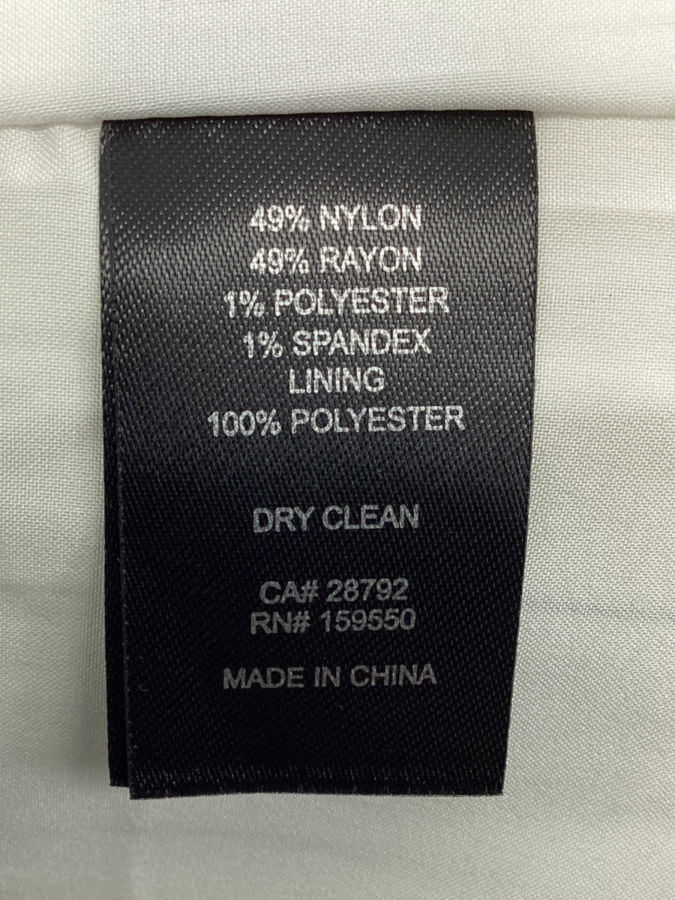 49% NYLON
49% RAYON
1% POLYESTER
1% SPANDEX
LINING
100% POLYESTER
DRY CLEAN
CA# 28792
RN# 159550
MADE IN CHINA